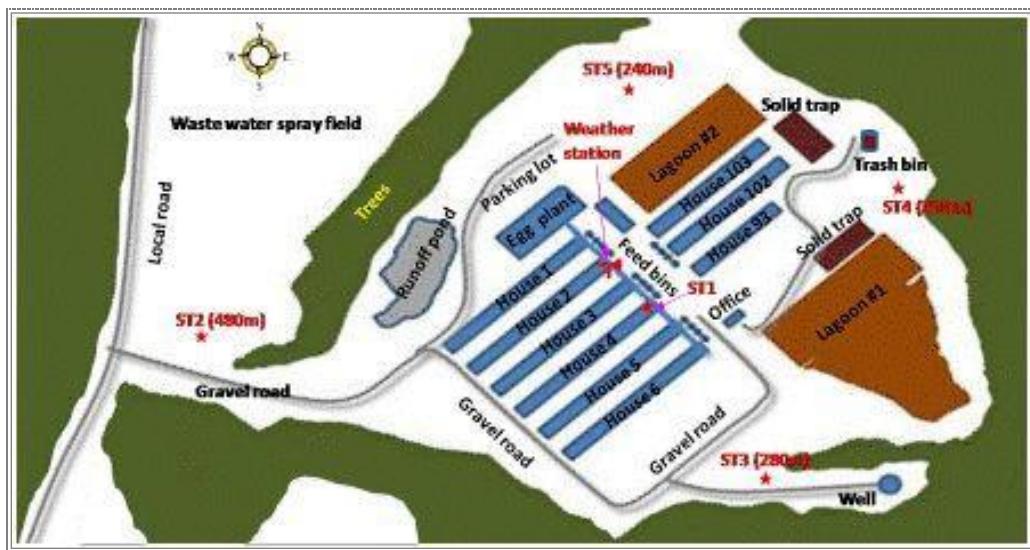 N
W E
S
ST5 (240m)
Solid trap
Waste water spray field
Weather
station
Lagoon #2
Trash bin
Parking lot
House 103
House 102
House 93
ST4
Trees
Egg plant
Solid trap
Local road
Runoff pond
Feed bins
ST1
House 1
House 2
House 3
House 4
House 5
House 6
Office
Lagoon #1
ST2 (480m)
Gravel road
Gravel road
Gravel road
ST3 (280m)
Well